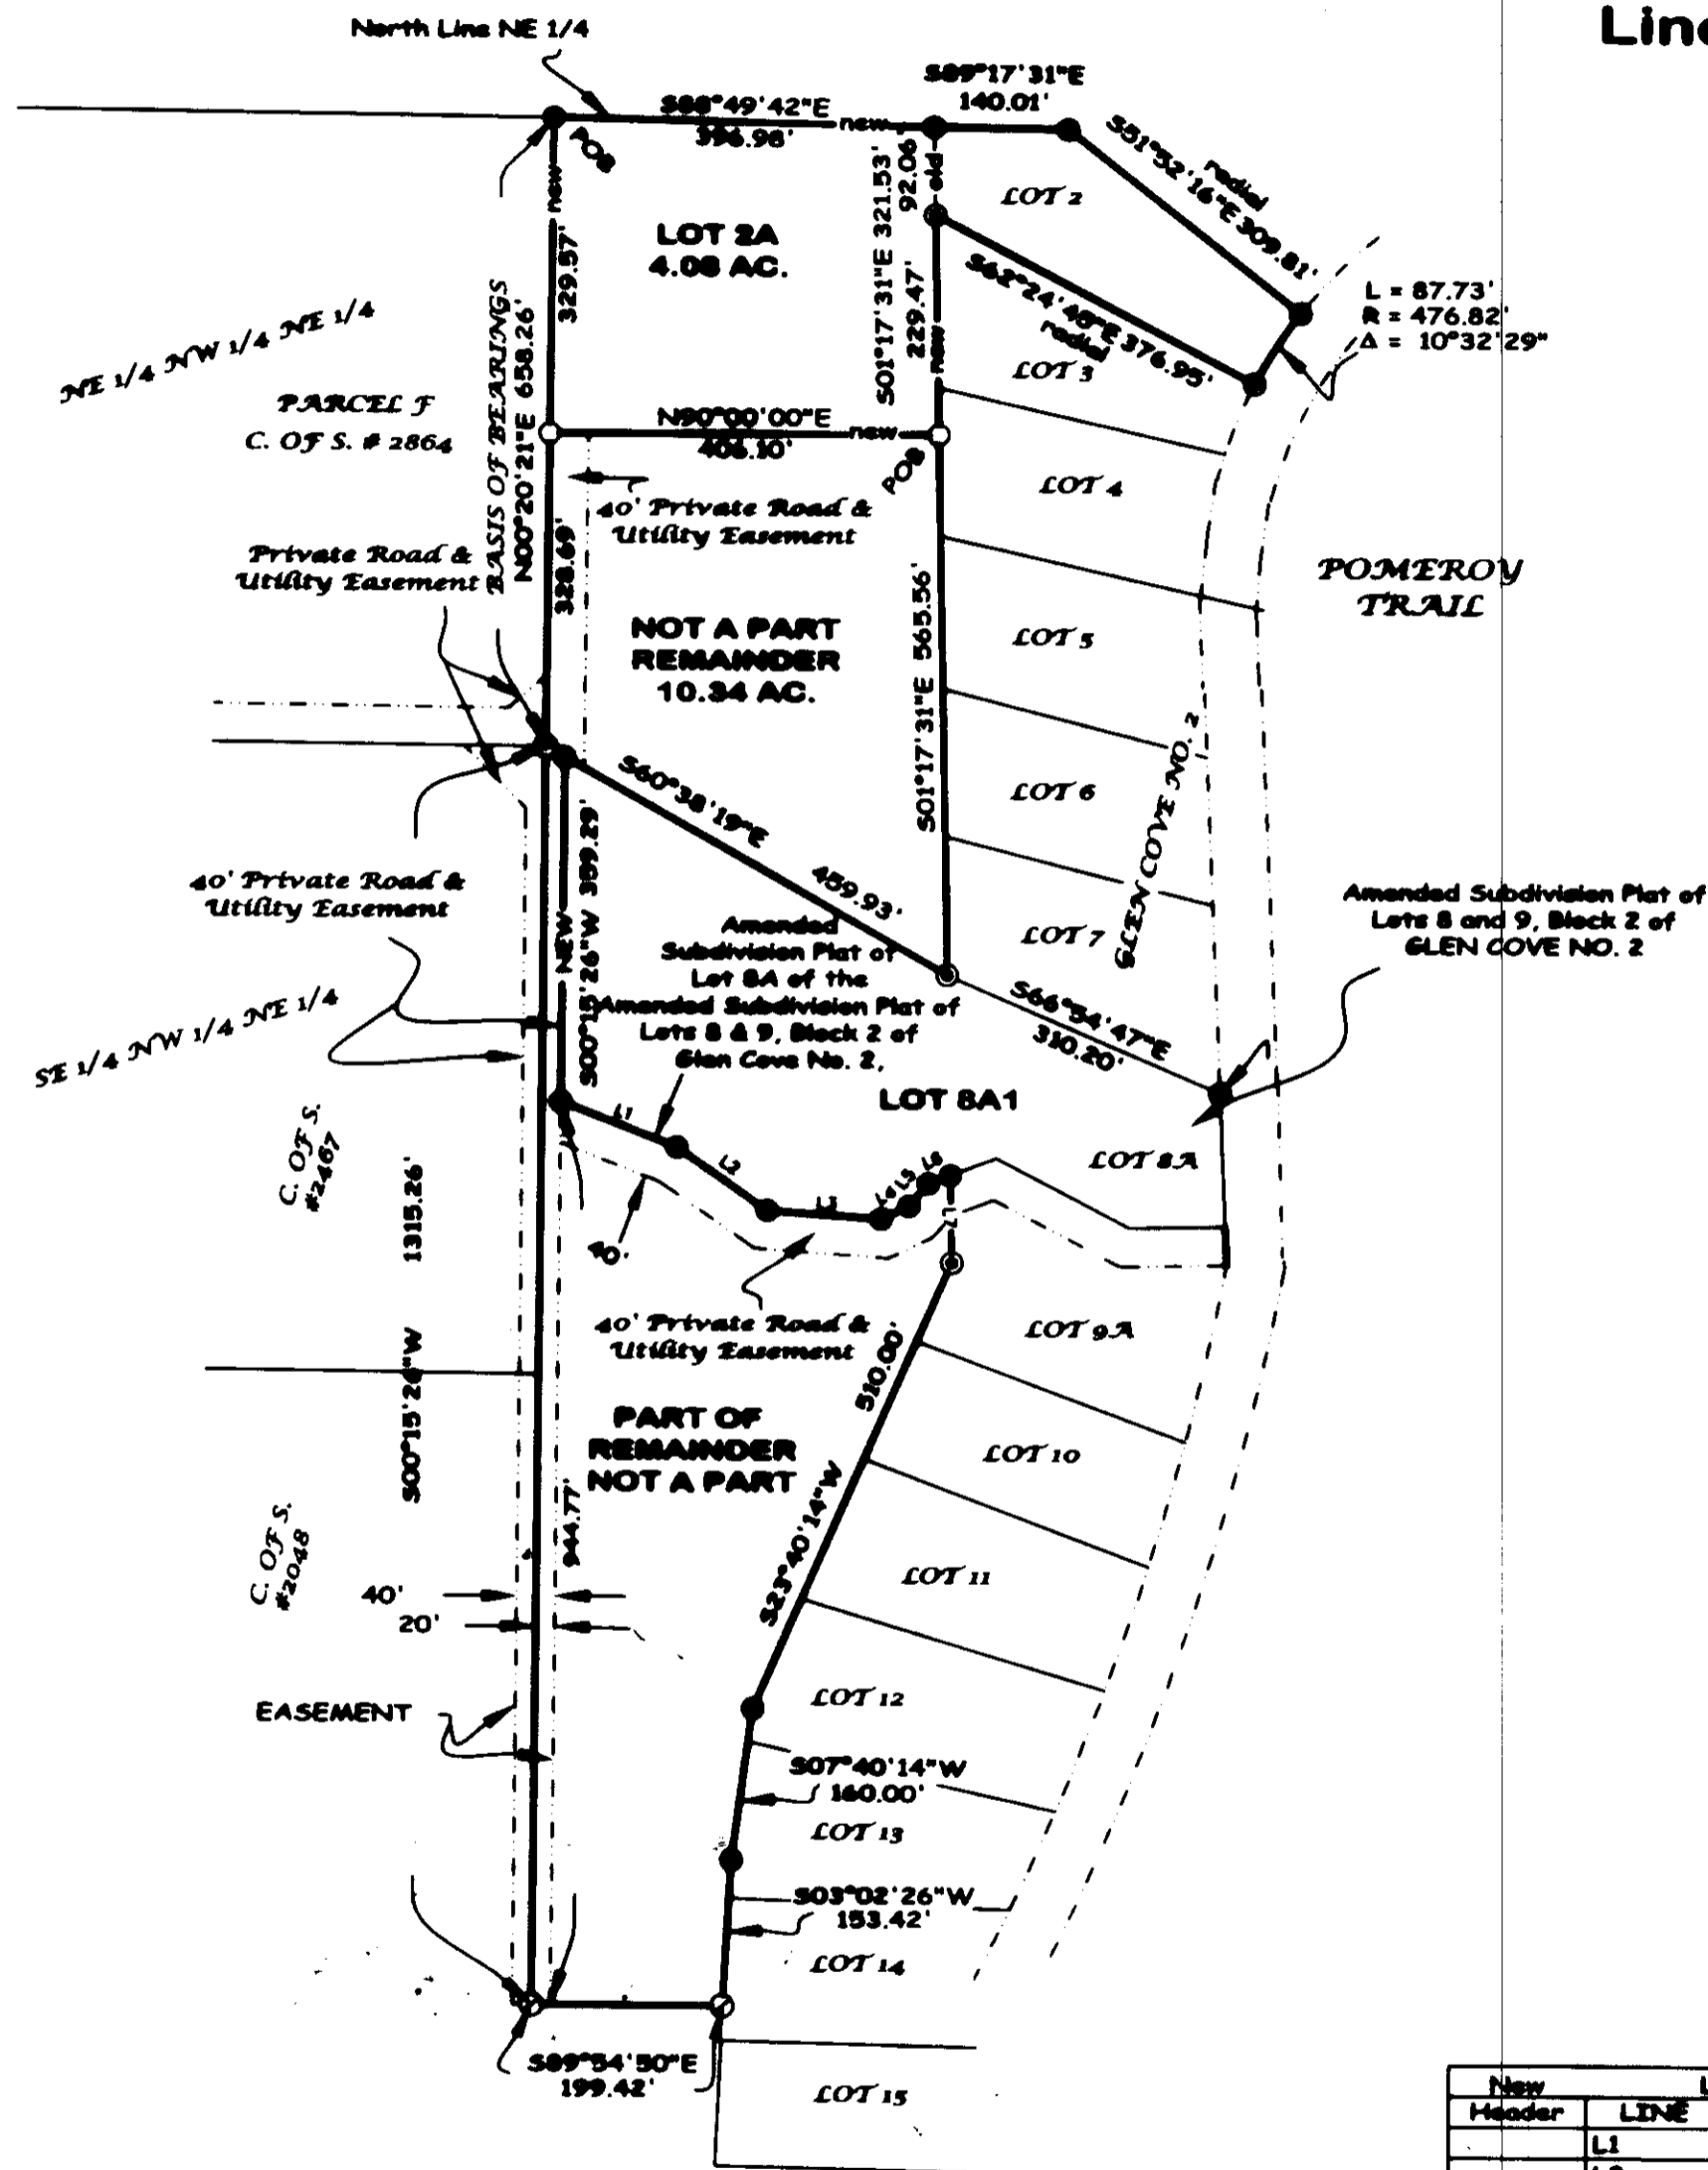 Line
North Line NE 1/4
S89°17'31"E
140.01'
S88°49'42"E
new
396.98'
POB
S51°52'16"E 309.81'
radial
LOT 2
new
329.57'
LOT 2A
4.08 AC.
S01°17'31"E 321.53'
92.06
old
229.47'
new
S62°24'48"E 376.95'
radial
L = 87.73'
R = 476.82'
Δ = 10°32'29"
NE 1/4 NW 1/4 NE 1/4
PARCEL F
C. OF S. # 2864
BASIS OF BEARINGS
N00°20'21"E 658.26'
LOT 3
N90°00'00"E
new
406.10'
POB
LOT 4
40' Private Road &
Utility Easement
Private Road &
Utility Easement
328.69'
POMEROY
TRAIL
NOT A PART
REMAINDER
10.34 AC.
S01°17'31"E 565.56'
LOT 5
LOT 6
GLEN COVE NO. 2
S60°38'19"E
459.93'
40' Private Road &
Utility Easement
NEW
S00°15'26"W 359.29'
Amended
Subdivision Plat of
Lot 8A of the
Amended Subdivision Plat of
Lots 8 & 9, Block 2 of
Glen Cove No. 2,
LOT 7
Amended Subdivision Plat of
Lots 8 and 9, Block 2 of
GLEN COVE NO. 2
S66°54'47"E
310.20'
SE 1/4 NW 1/4 NE 1/4
LOT 8A1
L1
L2
L3
L4
L5
L6
L7
LOT 8A
C. OF S.
#2467
1315.26'
40'
40' Private Road &
Utility Easement
LOT 9A
S00°15'26"W
510.00'
PART OF
REMAINDER
NOT A PART
LOT 10
S23°40'14"W
944.77'
C. OF S.
#2048
LOT 11
40'
20'
EASEMENT
LOT 12
S07°40'14"W
160.00'
LOT 13
S03°02'26"W
153.42'
LOT 14
S89°54'50"E
199.42'
LOT 15
New
Header
LINE
L1